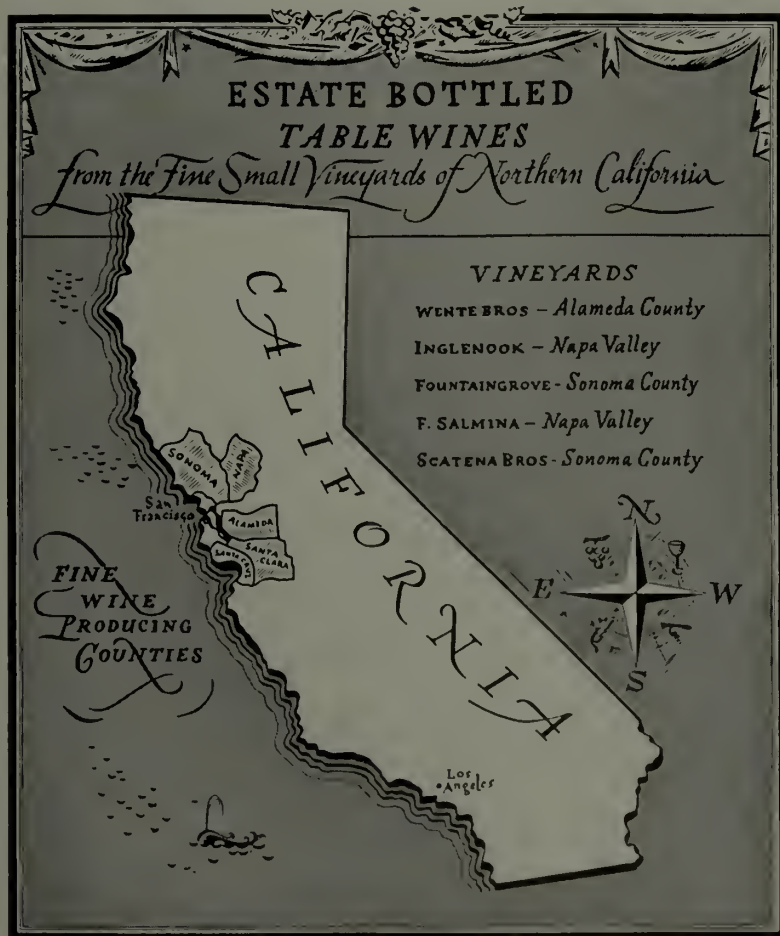 ESTATE BOTTLED
TABLE WINES
from the Fine Small Vineyards of Northern California
VINEYARDS
WENTE BROS – Alameda County
INGLENOOK – Napa Valley
FOUNTAINGROVE - Sonoma County
F. SALMINA – Napa Valley
SCATENA BROS - Sonoma County
CALIFORNIA
SONOMA
NAPA
San
Francisco
ALAMEDA
SANTA
CLARA
SANTA CRUZ
FINE
WINE
PRODUCING
COUNTIES
N
E
W
S
Los
Angeles